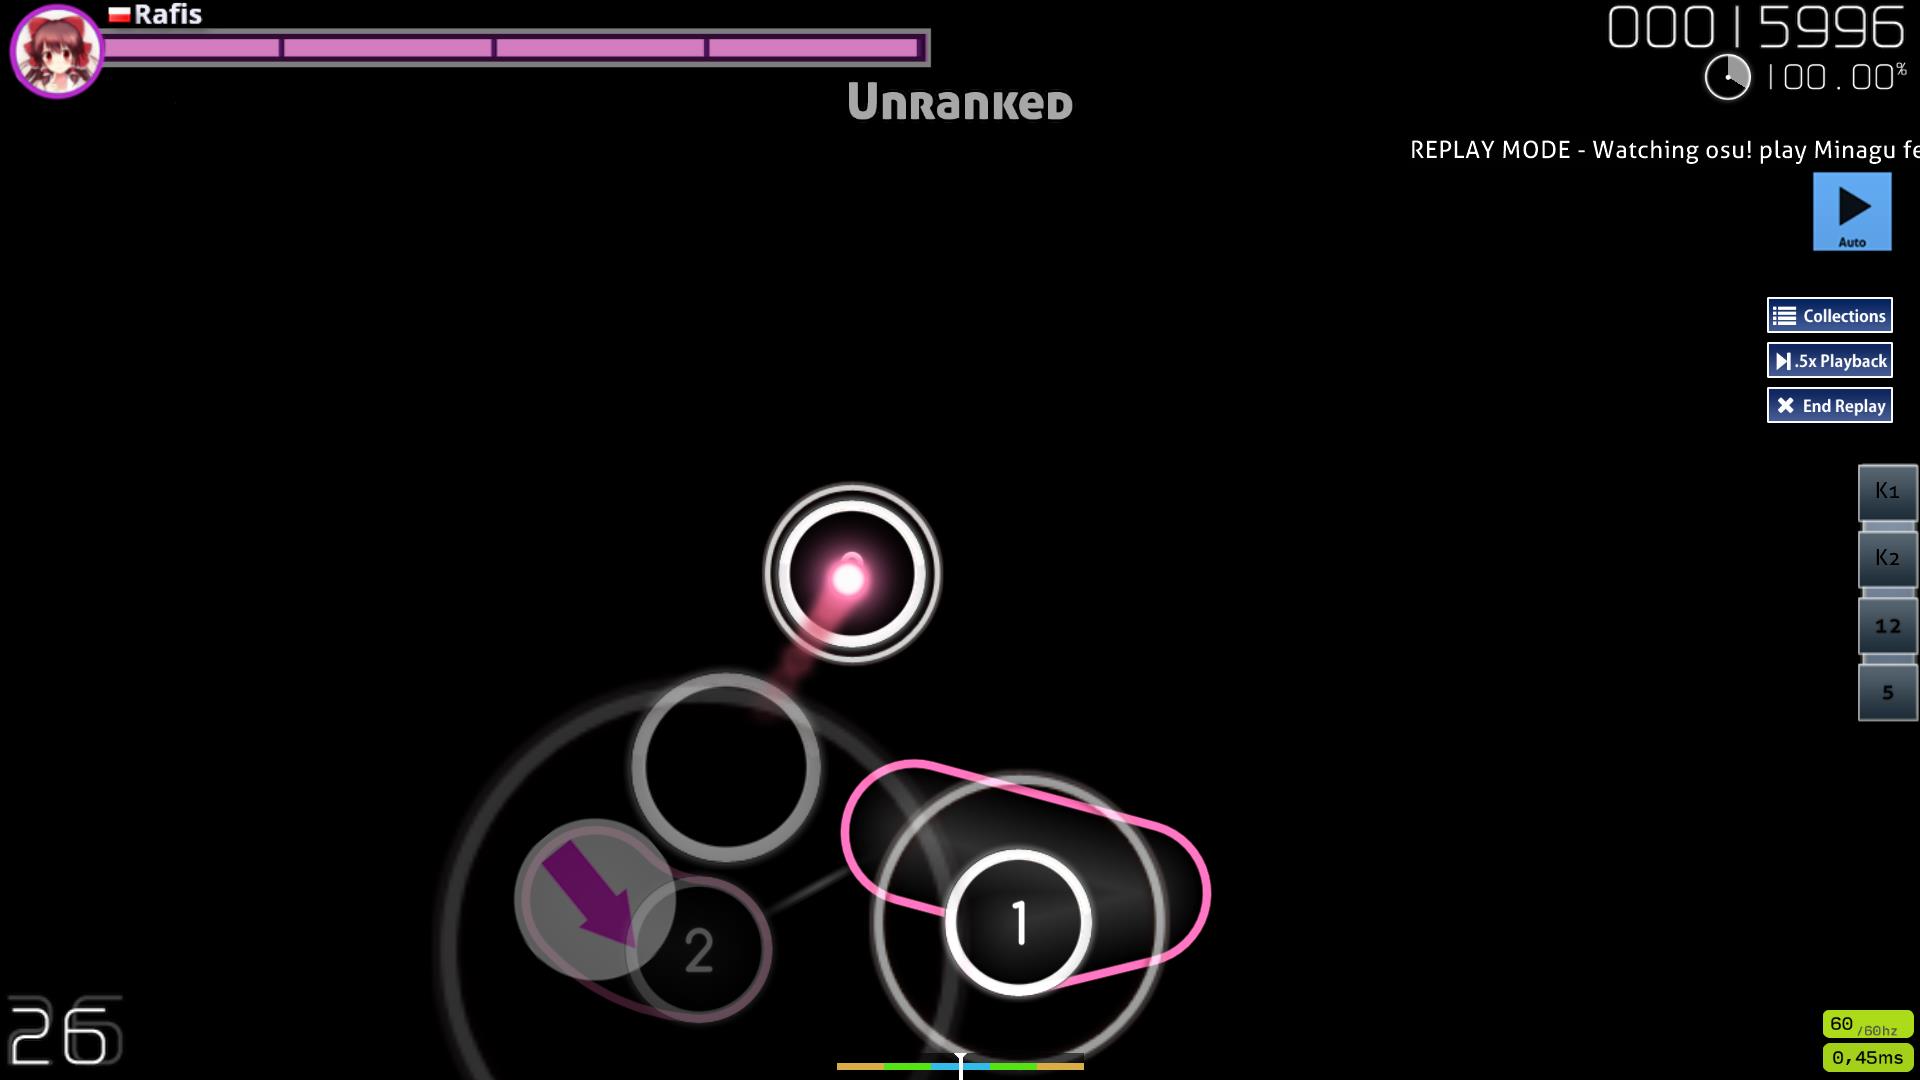 Rafis
00015996
100.00%
Unranked
REPLAY MODE - Watching osu! play Minagu fe
Auto
Collections
.5x Playback
End Replay
K1
K2
12
5
1
2
26
60 /60hz
0,45ms